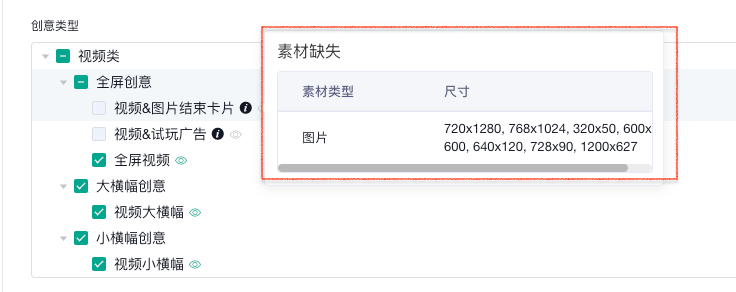 创意类型
视频类
全屏创意
视频&图片结束卡片
视频&试玩广告
全屏视频
大横幅创意
视频大横幅
小横幅创意
视频小横幅
素材缺失
素材类型 尺寸
图片
720x1280, 768x1024, 320x50, 600x
600, 640x120, 728x90, 1200x627